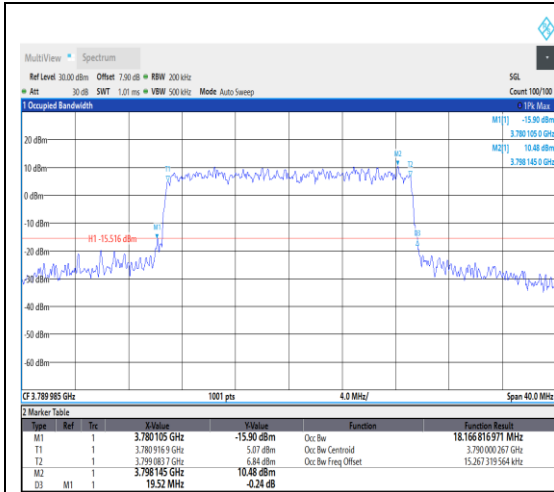 MultiView Spectrum
Ref Level 30.00 dBm Offset 7.90 dB RBW 200 kHz SGL
Att 30 dB SWT 1.01 ms VBW 500 kHz Mode Auto Sweep Count 100/100
1 Occupied Bandwidth 1Pk Max
M1[1] -15.90 dBm
3.780 105 0 GHz
M2[1] 10.48 dBm
3.798 145 0 GHz
20 dBm
M2
10 dBm
T1
T2
0 dBm
-10 dBm
M1
H1 -15.516 dBm
D3
-20 dBm
-30 dBm
-40 dBm
-50 dBm
-60 dBm
CF 3.789 985 GHz 1001 pts 4.0 MHz/ Span 40.0 MHz
2 Marker Table
Type Ref Trc X-Value Y-Value Function Function Result
M1 1 3.780 105 GHz -15.90 dBm Occ Bw 18.166 816 971 MHz
T1 1 3.780 916 9 GHz 5.07 dBm Occ Bw Centroid 3.790 000 267 GHz
T2 1 3.799 083 7 GHz 6.84 dBm Occ Bw Freq Offset 15.267 319 564 kHz
M2 1 3.798 145 GHz 10.48 dBm
D3 M1 1 19.52 MHz -0.24 dB